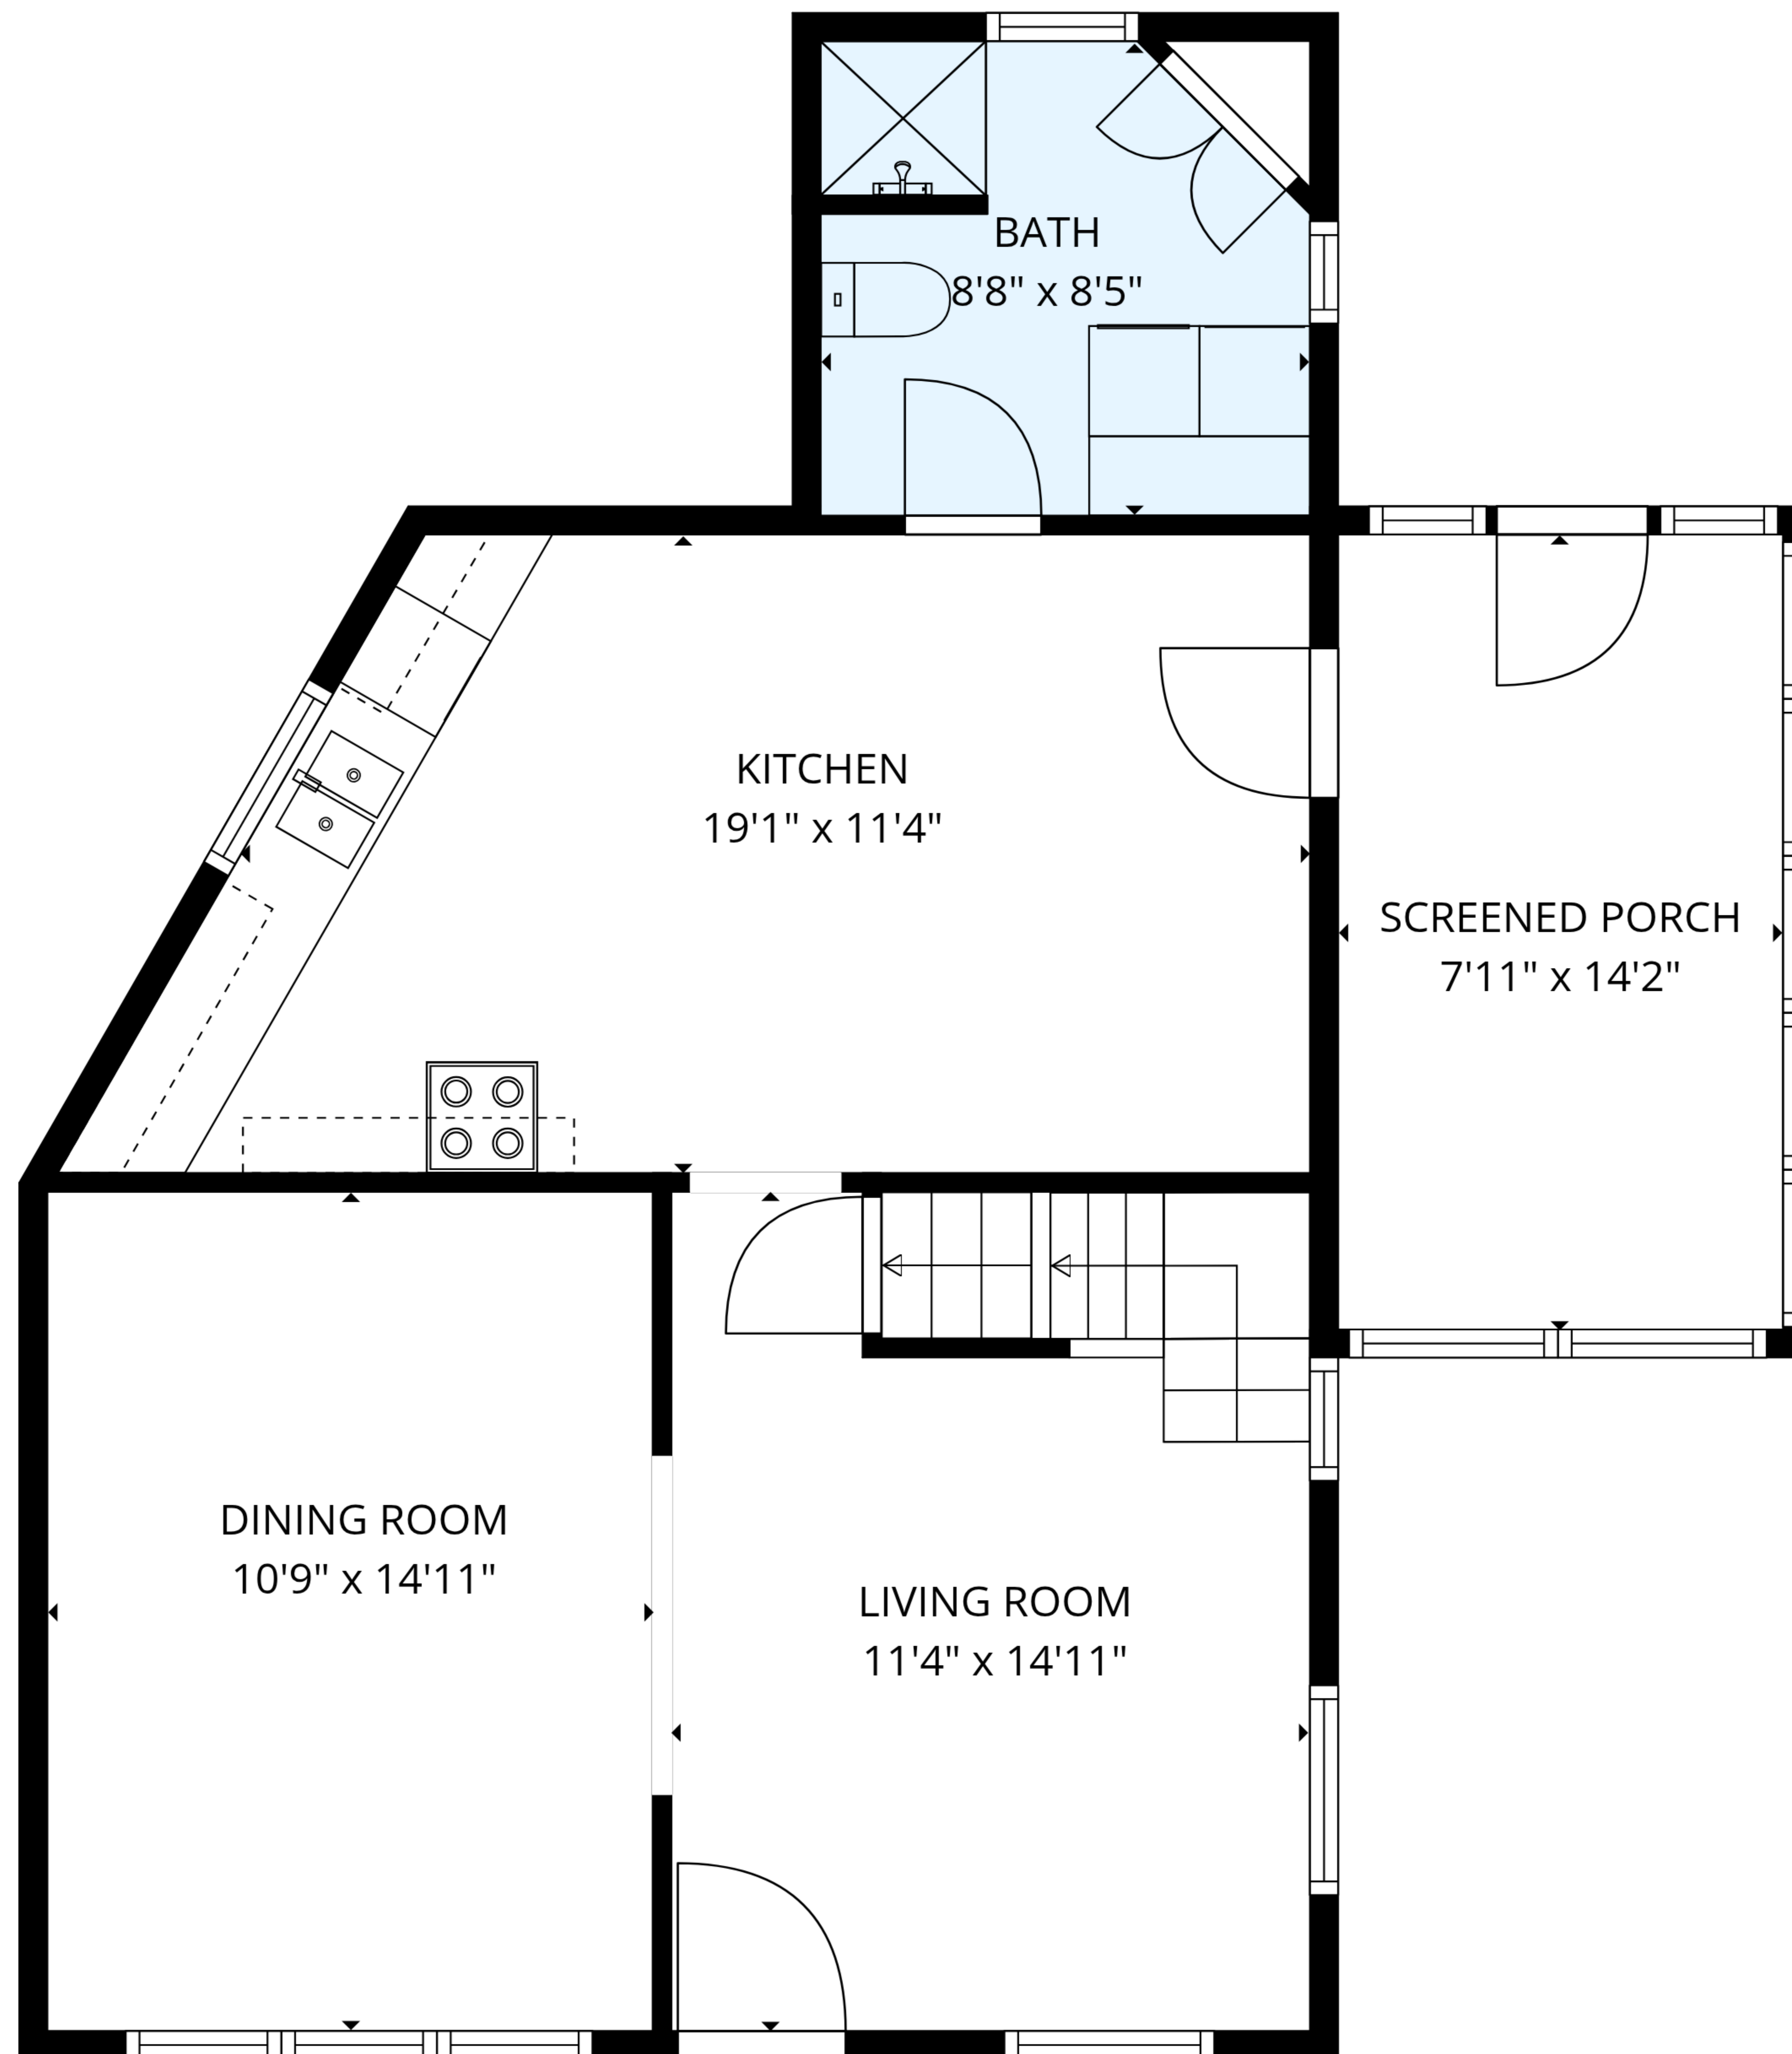 BATH
8'8" x 8'5"
KITCHEN
19'1" x 11'4"
SCREENED PORCH
7'11" x 14'2"
DINING ROOM
10'9" x 14'11"
LIVING ROOM
11'4" x 14'11"